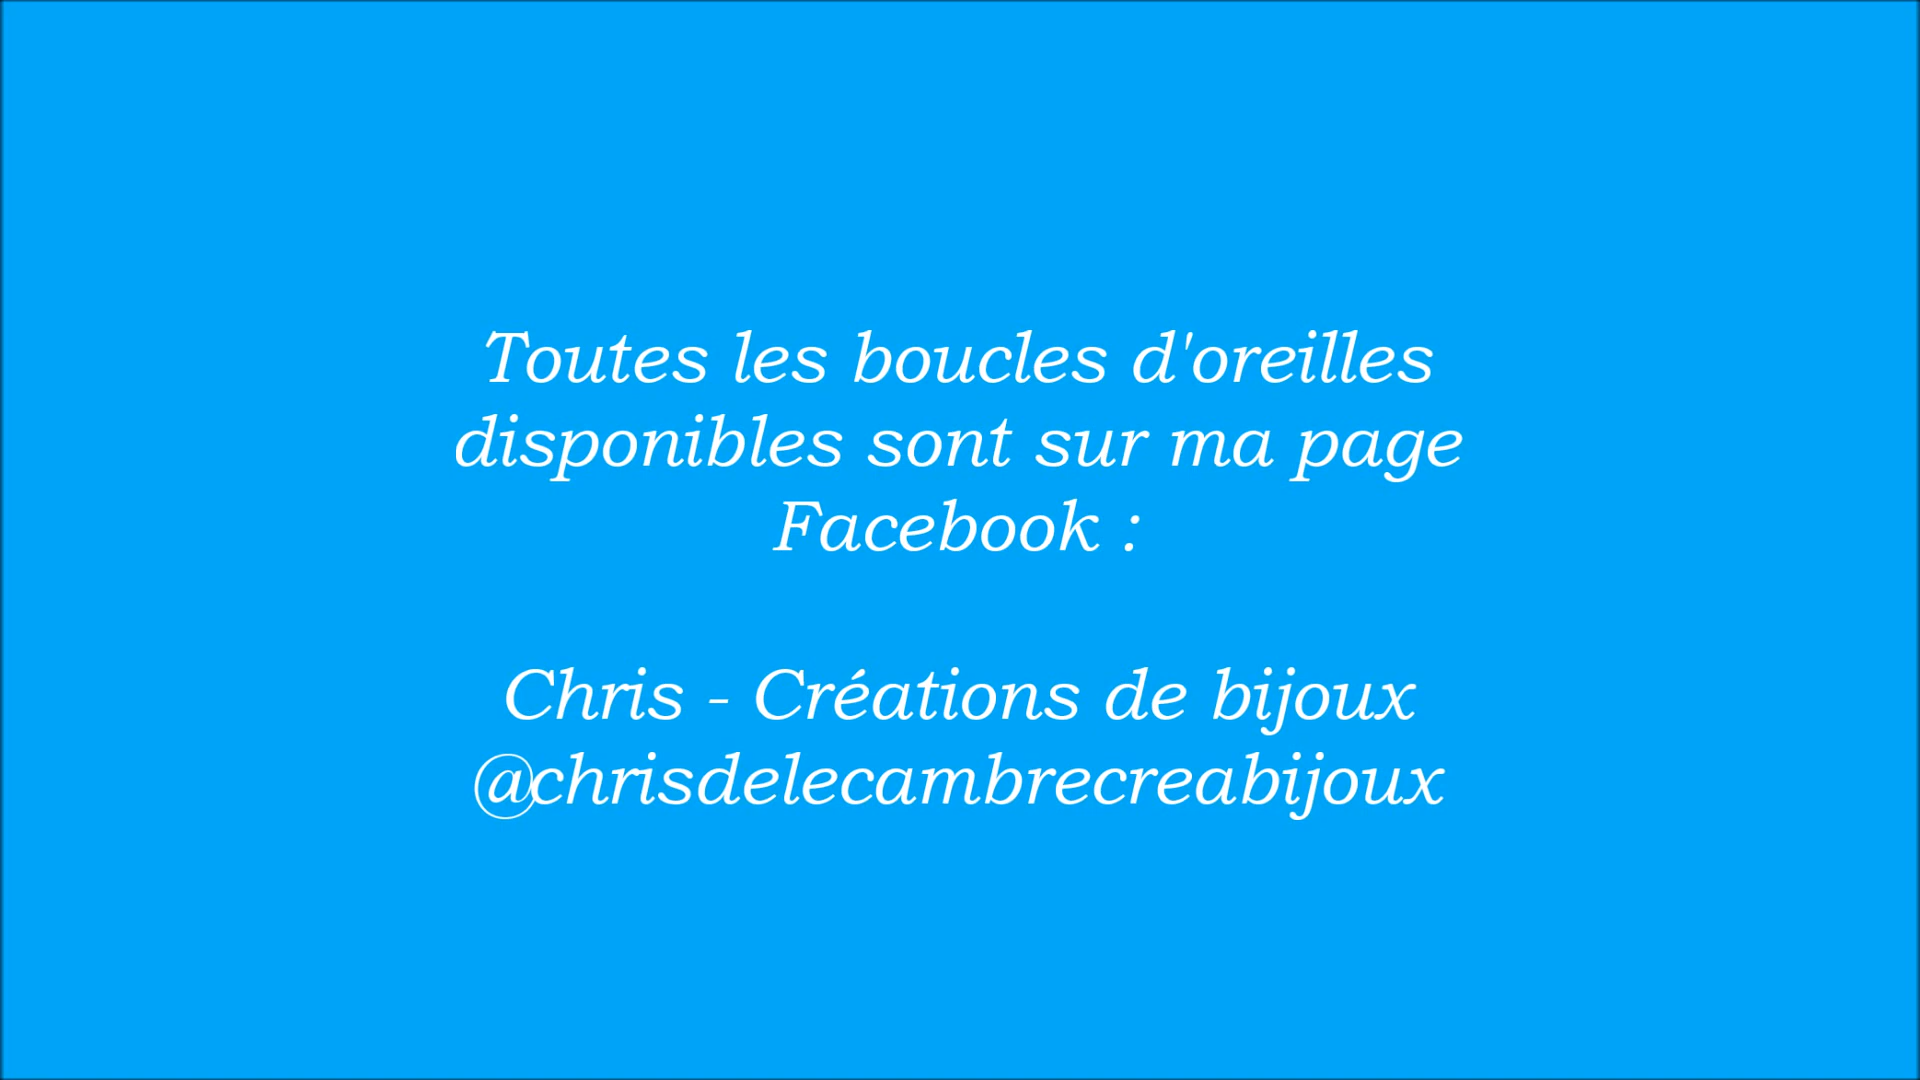 Toutes les boucles d'oreilles
disponibles sont sur ma page
Facebook :
Chris - Créations de bijoux
@chrisdelecambrecreabijoux